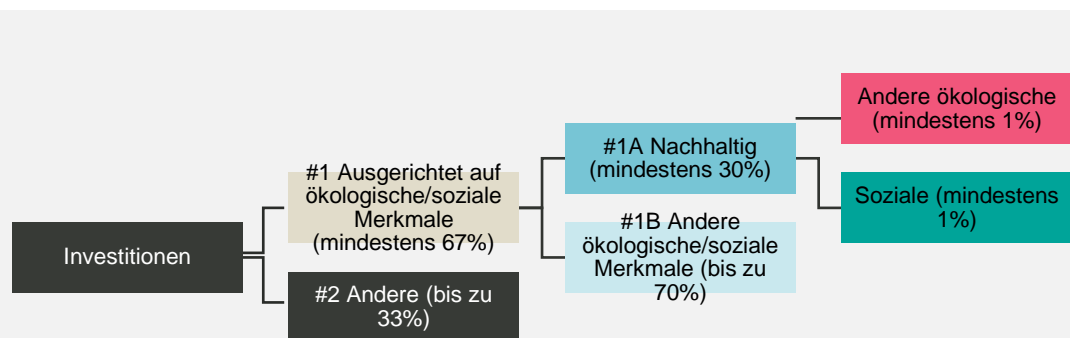 Investitionen
#1 Ausgerichtet auf
ökologische/soziale
Merkmale
(mindestens 67%)
#2 Andere (bis zu
33%)
#1A Nachhaltig
(mindestens 30%)
#1B Andere
ökologische/soziale
Merkmale (bis zu
70%)
Andere ökologische
(mindestens 1%)
Soziale (mindestens
1%)